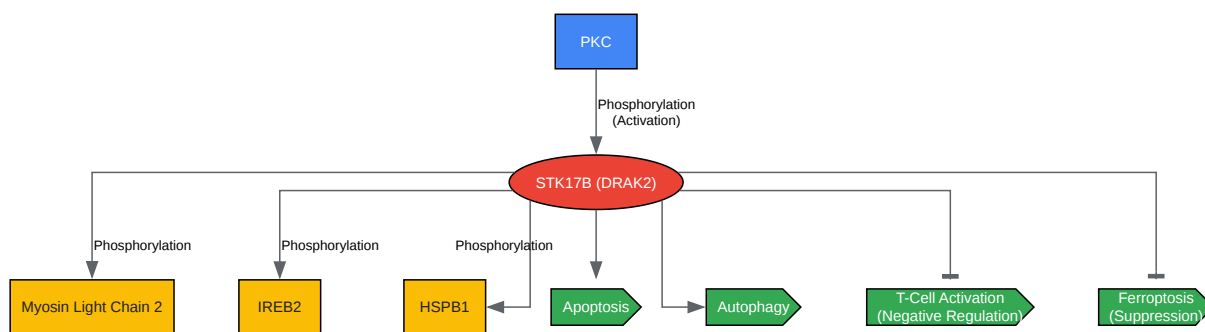 PKC
Phosphorylation
(Activation)
STK17B (DRAK2)
Phosphorylation
Phosphorylation
Phosphorylation
Myosin Light Chain 2
IREB2
HSPB1
Apoptosis
Autophagy
T-Cell Activation
(Negative Regulation)
Ferroptosis
(Suppression)